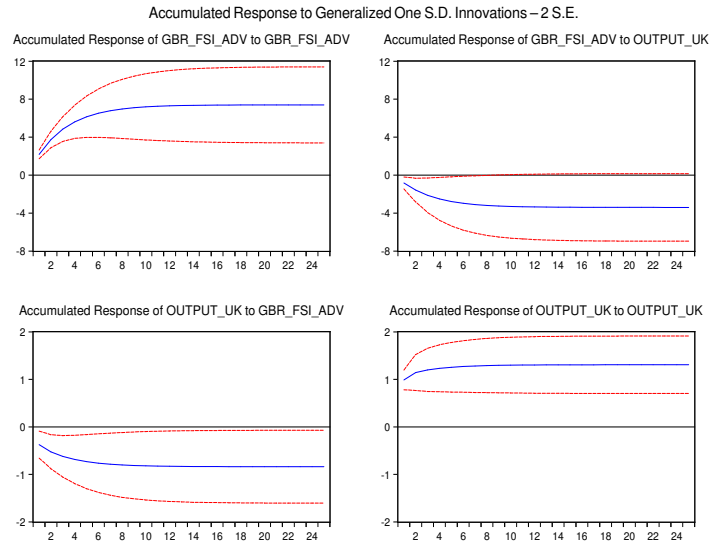 Accumulated Response to Generalized One S.D. Innovations – 2 S.E.
Accumulated Response of GBR_FSI_ADV to GBR_FSI_ADV
12
8
4
0
-4
-8
2 4 6 8 10 12 14 16 18 20 22 24
Accumulated Response of GBR_FSI_ADV to OUTPUT_UK
12
8
4
0
-4
-8
2 4 6 8 10 12 14 16 18 20 22 24
Accumulated Response of OUTPUT_UK to GBR_FSI_ADV
2
1
0
-1
-2
2 4 6 8 10 12 14 16 18 20 22 24
Accumulated Response of OUTPUT_UK to OUTPUT_UK
2
1
0
-1
-2
2 4 6 8 10 12 14 16 18 20 22 24